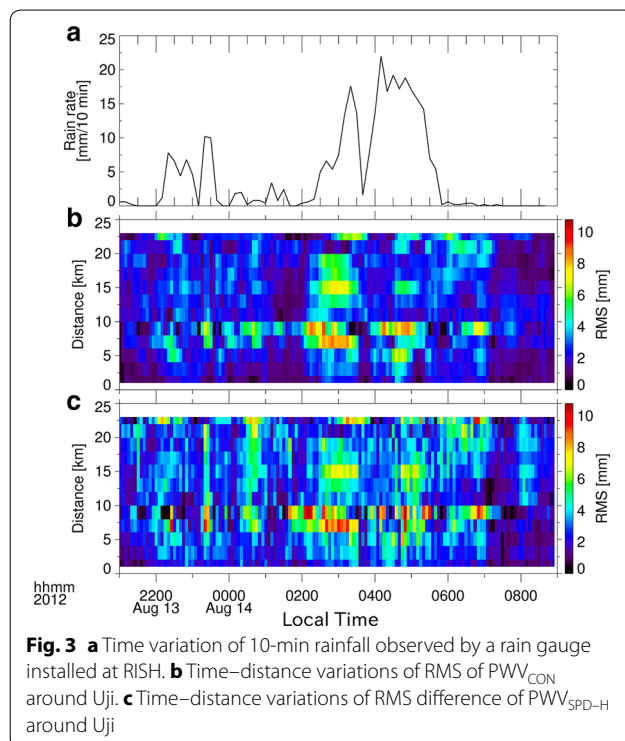 a
25
20
15
10
5
0
Rain rate
[mm/10 min]
b
25
20
15
10
5
0
Distance [km]
10
8
6
4
2
0
RMS [mm]
c
25
20
15
10
5
0
Distance [km]
10
8
6
4
2
0
RMS [mm]
hhmm
2012
2200 0000 0200 0400 0600 0800
Aug 13 Aug 14
Local Time
Fig. 3 a Time variation of 10-min rainfall observed by a rain gauge
installed at RISH. b Time–distance variations of RMS of PWV_CON
around Uji. c Time–distance variations of RMS difference of PWV_SPD–H
around Uji